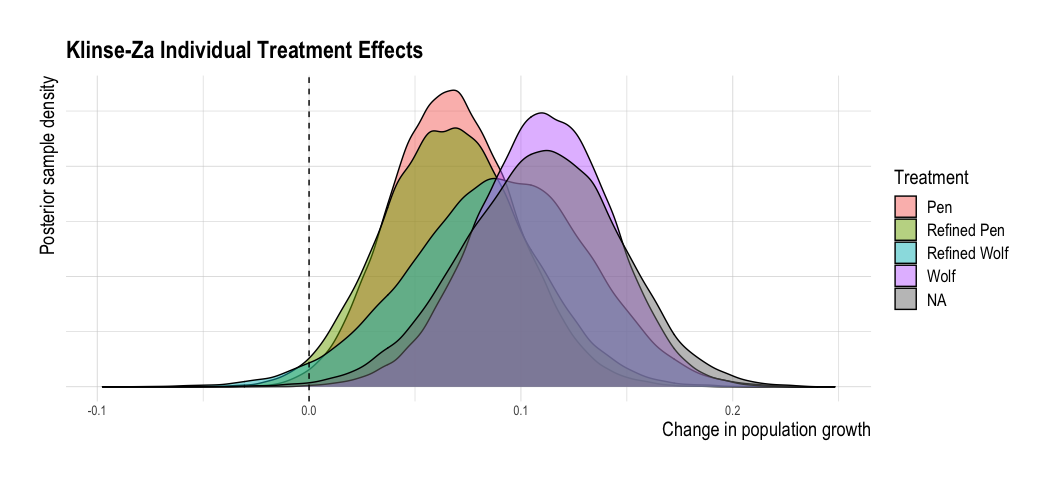 Klinse-Za Individual Treatment Effects
Posterior sample density
-0.1
0.0
0.1
0.2
Change in population growth
Treatment
Pen
Refined Pen
Refined Wolf
Wolf
NA